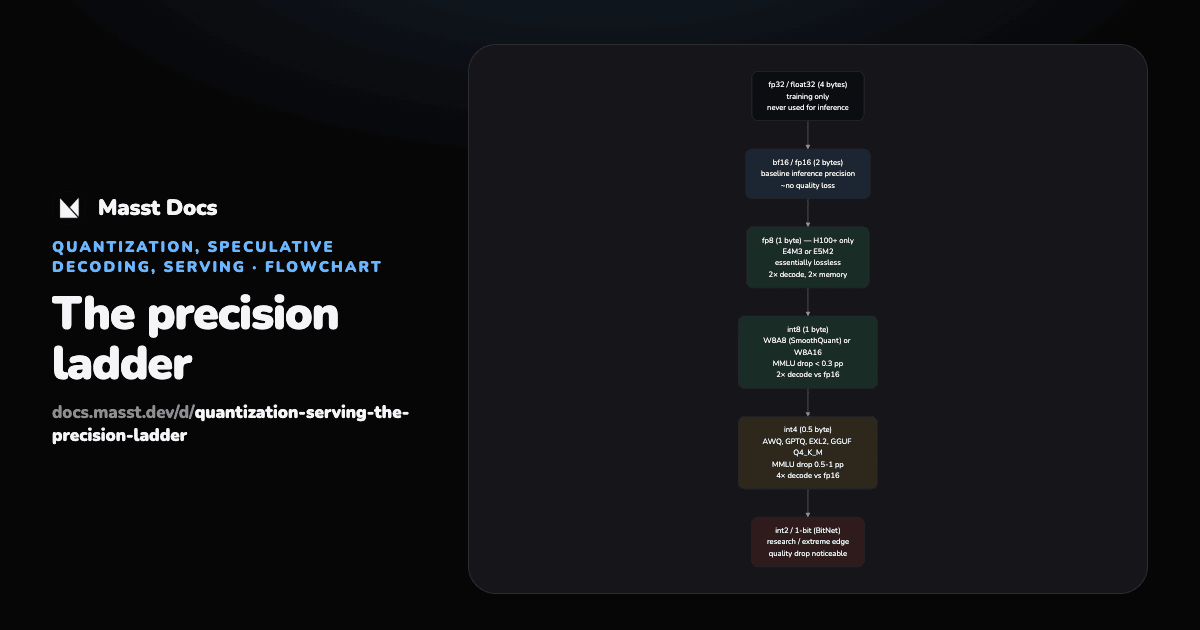 Masst Docs
QUANTIZATION, SPECULATIVE
DECODING, SERVING · FLOWCHART
The precision
ladder
docs.masst.dev/d/quantization-serving-the-
precision-ladder
fp32 / float32 (4 bytes)
training only
never used for inference
bf16 / fp16 (2 bytes)
baseline inference precision
~no quality loss
fp8 (1 byte) — H100+ only
E4M3 or E5M2
essentially lossless
2× decode, 2× memory
int8 (1 byte)
W8A8 (SmoothQuant) or
W8A16
MMLU drop < 0.3 pp
2× decode vs fp16
int4 (0.5 byte)
AWQ, GPTQ, EXL2, GGUF
Q4_K_M
MMLU drop 0.5-1 pp
4× decode vs fp16
int2 / 1-bit (BitNet)
research / extreme edge
quality drop noticeable